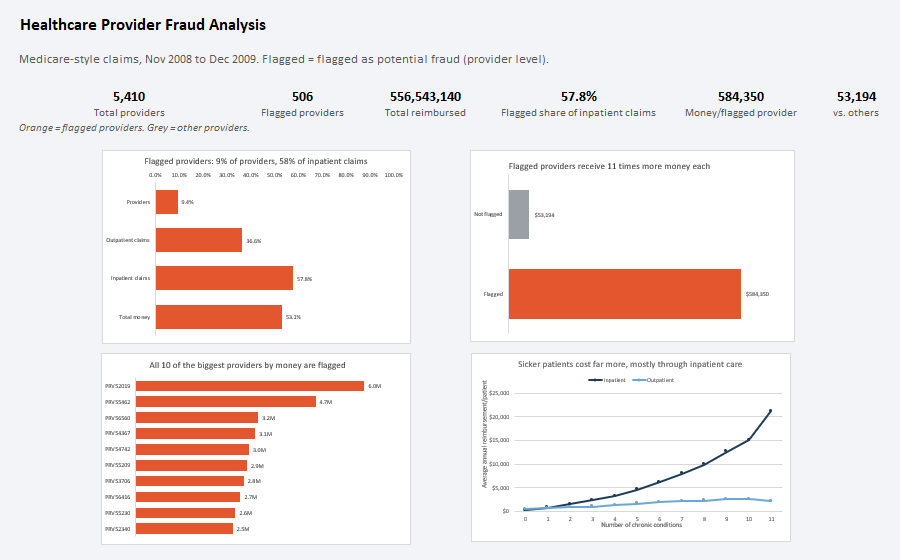 Healthcare Provider Fraud Analysis
Medicare-style claims, Nov 2008 to Dec 2009. Flagged = flagged as potential fraud (provider level).
5,410 506 556,543,140 57.8% 584,350 53,194
Total providers Flagged providers Total reimbursed Flagged share of inpatient claims Money/flagged provider vs. others
Orange = flagged providers. Grey = other providers.
Flagged providers: 9% of providers, 58% of inpatient claims
0.0% 10.0% 20.0% 30.0% 40.0% 50.0% 60.0% 70.0% 80.0% 90.0% 100.0%
Providers 9.4%
Outpatient claims 36.6%
Inpatient claims 57.8%
Total money 53.1%
Flagged providers receive 11 times more money each
Not flagged $53,194
Flagged $584,350
All 10 of the biggest providers by money are flagged
PRV52019 6.0M
PRV55462 4.7M
PRV56560 3.2M
PRV54367 3.1M
PRV54742 3.0M
PRV55209 2.9M
PRV53706 2.8M
PRV56416 2.7M
PRV55230 2.6M
PRV52340 2.5M
Sicker patients cost far more, mostly through inpatient care
Inpatient Outpatient
Average annual reimbursement/patient
$25,000
$20,000
$15,000
$10,000
$5,000
$0
0 1 2 3 4 5 6 7 8 9 10 11
Number of chronic conditions